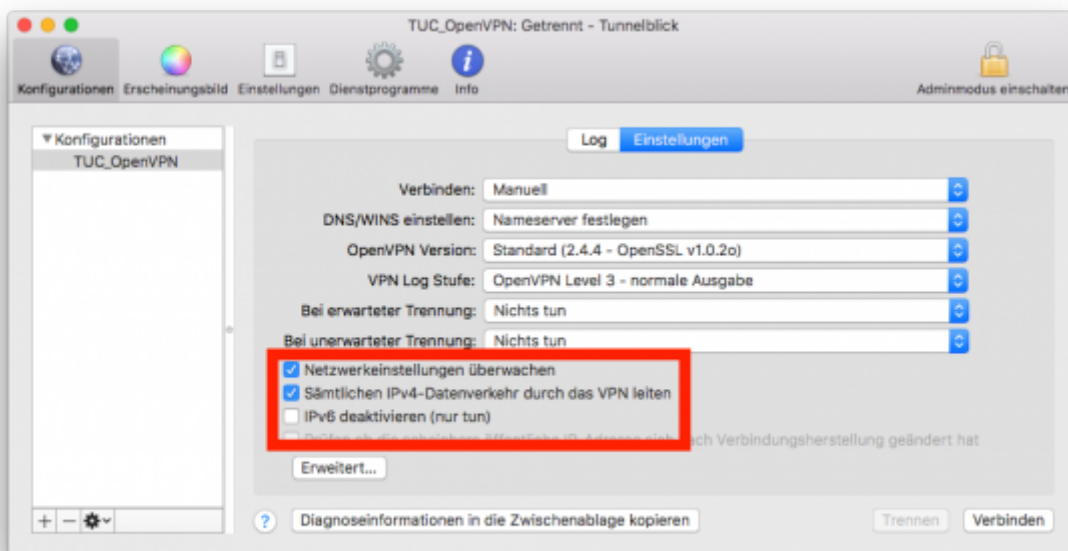 TUC_OpenVPN: Getrennt - Tunnelblick
Konfigurationen Erscheinungsbild Einstellungen Dienstprogramme Info Adminmodus einschalten
Konfigurationen
TUC_OpenVPN
Log Einstellungen
Verbinden: Manuell
DNS/WINS einstellen: Nameserver festlegen
OpenVPN Version: Standard (2.4.4 - OpenSSL v1.0.2o)
VPN Log Stufe: OpenVPN Level 3 - normale Ausgabe
Bei erwarteter Trennung: Nichts tun
Bei unerwarteter Trennung: Nichts tun
Netzwerkeinstellungen überwachen
Sämtlichen IPv4-Datenverkehr durch das VPN leiten
IPv6 deaktivieren (nur tun)
Verbindungsherstellung geändert hat
Erweitert...
? Diagnoseinformationen in die Zwischenablage kopieren Trennen Verbinden